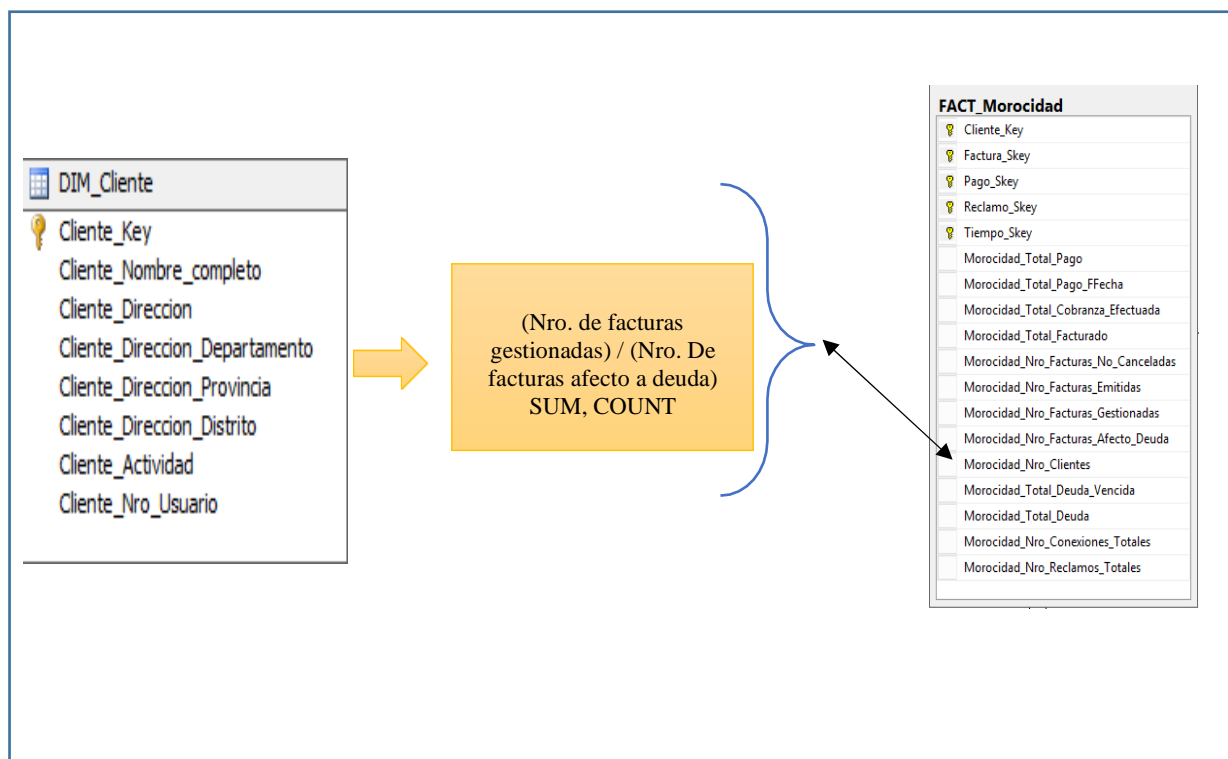 DIM_Cliente
Cliente_Key
Cliente_Nombre_completo
Cliente_Direccion
Cliente_Direccion_Departamento
Cliente_Direccion_Provincia
Cliente_Direccion_Distrito
Cliente_Actividad
Cliente_Nro_Usuario
(Nro. de facturas
gestionadas) / (Nro. De
facturas afecto a deuda)
SUM, COUNT
FACT_Morocidad
Cliente_Key
Factura_Skey
Pago_Skey
Reclamo_Skey
Tiempo_Skey
Morocidad_Total_Pago
Morocidad_Total_Pago_FFecha
Morocidad_Total_Cobranza_Efectuada
Morocidad_Total_Facturado
Morocidad_Nro_Facturas_No_Canceladas
Morocidad_Nro_Facturas_Emitidas
Morocidad_Nro_Facturas_Gestionadas
Morocidad_Nro_Facturas_Afecto_Deuda
Morocidad_Nro_Clientes
Morocidad_Total_Deuda_Vencida
Morocidad_Total_Deuda
Morocidad_Nro_Conexiones_Totales
Morocidad_Nro_Reclamos_Totales